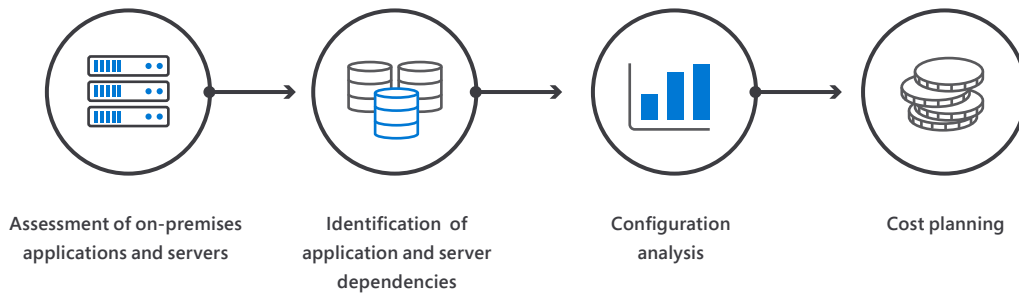 Assessment of on-premises
applications and servers
Identification of
application and server
dependencies
Configuration
analysis
Cost planning